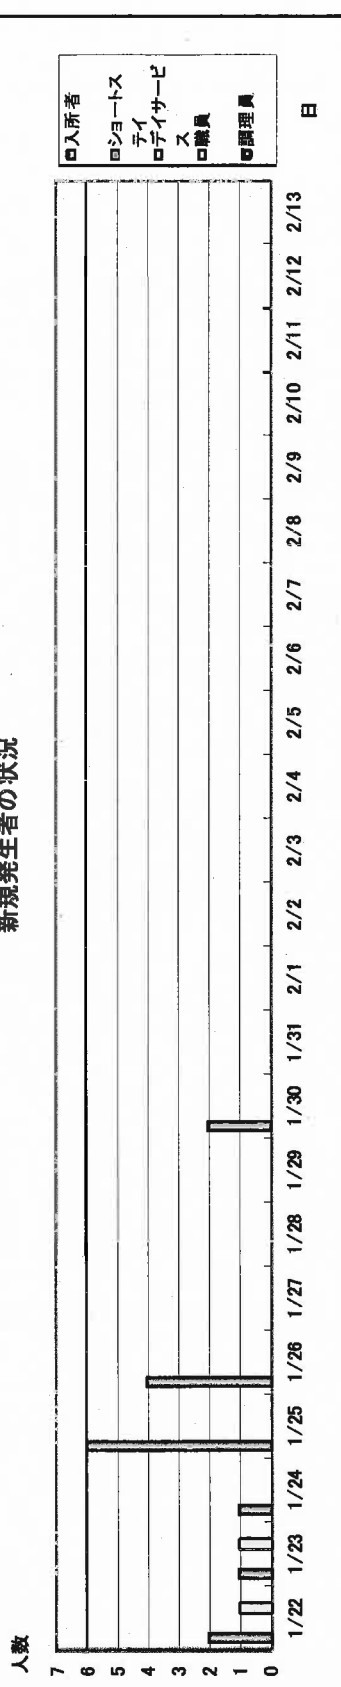 新規発生者の状況
人数
7
6
5
4
3
2
1
0
1/22 1/23 1/24 1/25 1/26 1/27 1/28 1/29 1/30 1/31 2/1 2/2 2/3 2/4 2/5 2/6 2/7 2/8 2/9 2/10 2/11 2/12 2/13
日
入所者
ショートス
テイ
デイサービ
ス
職員
調理員